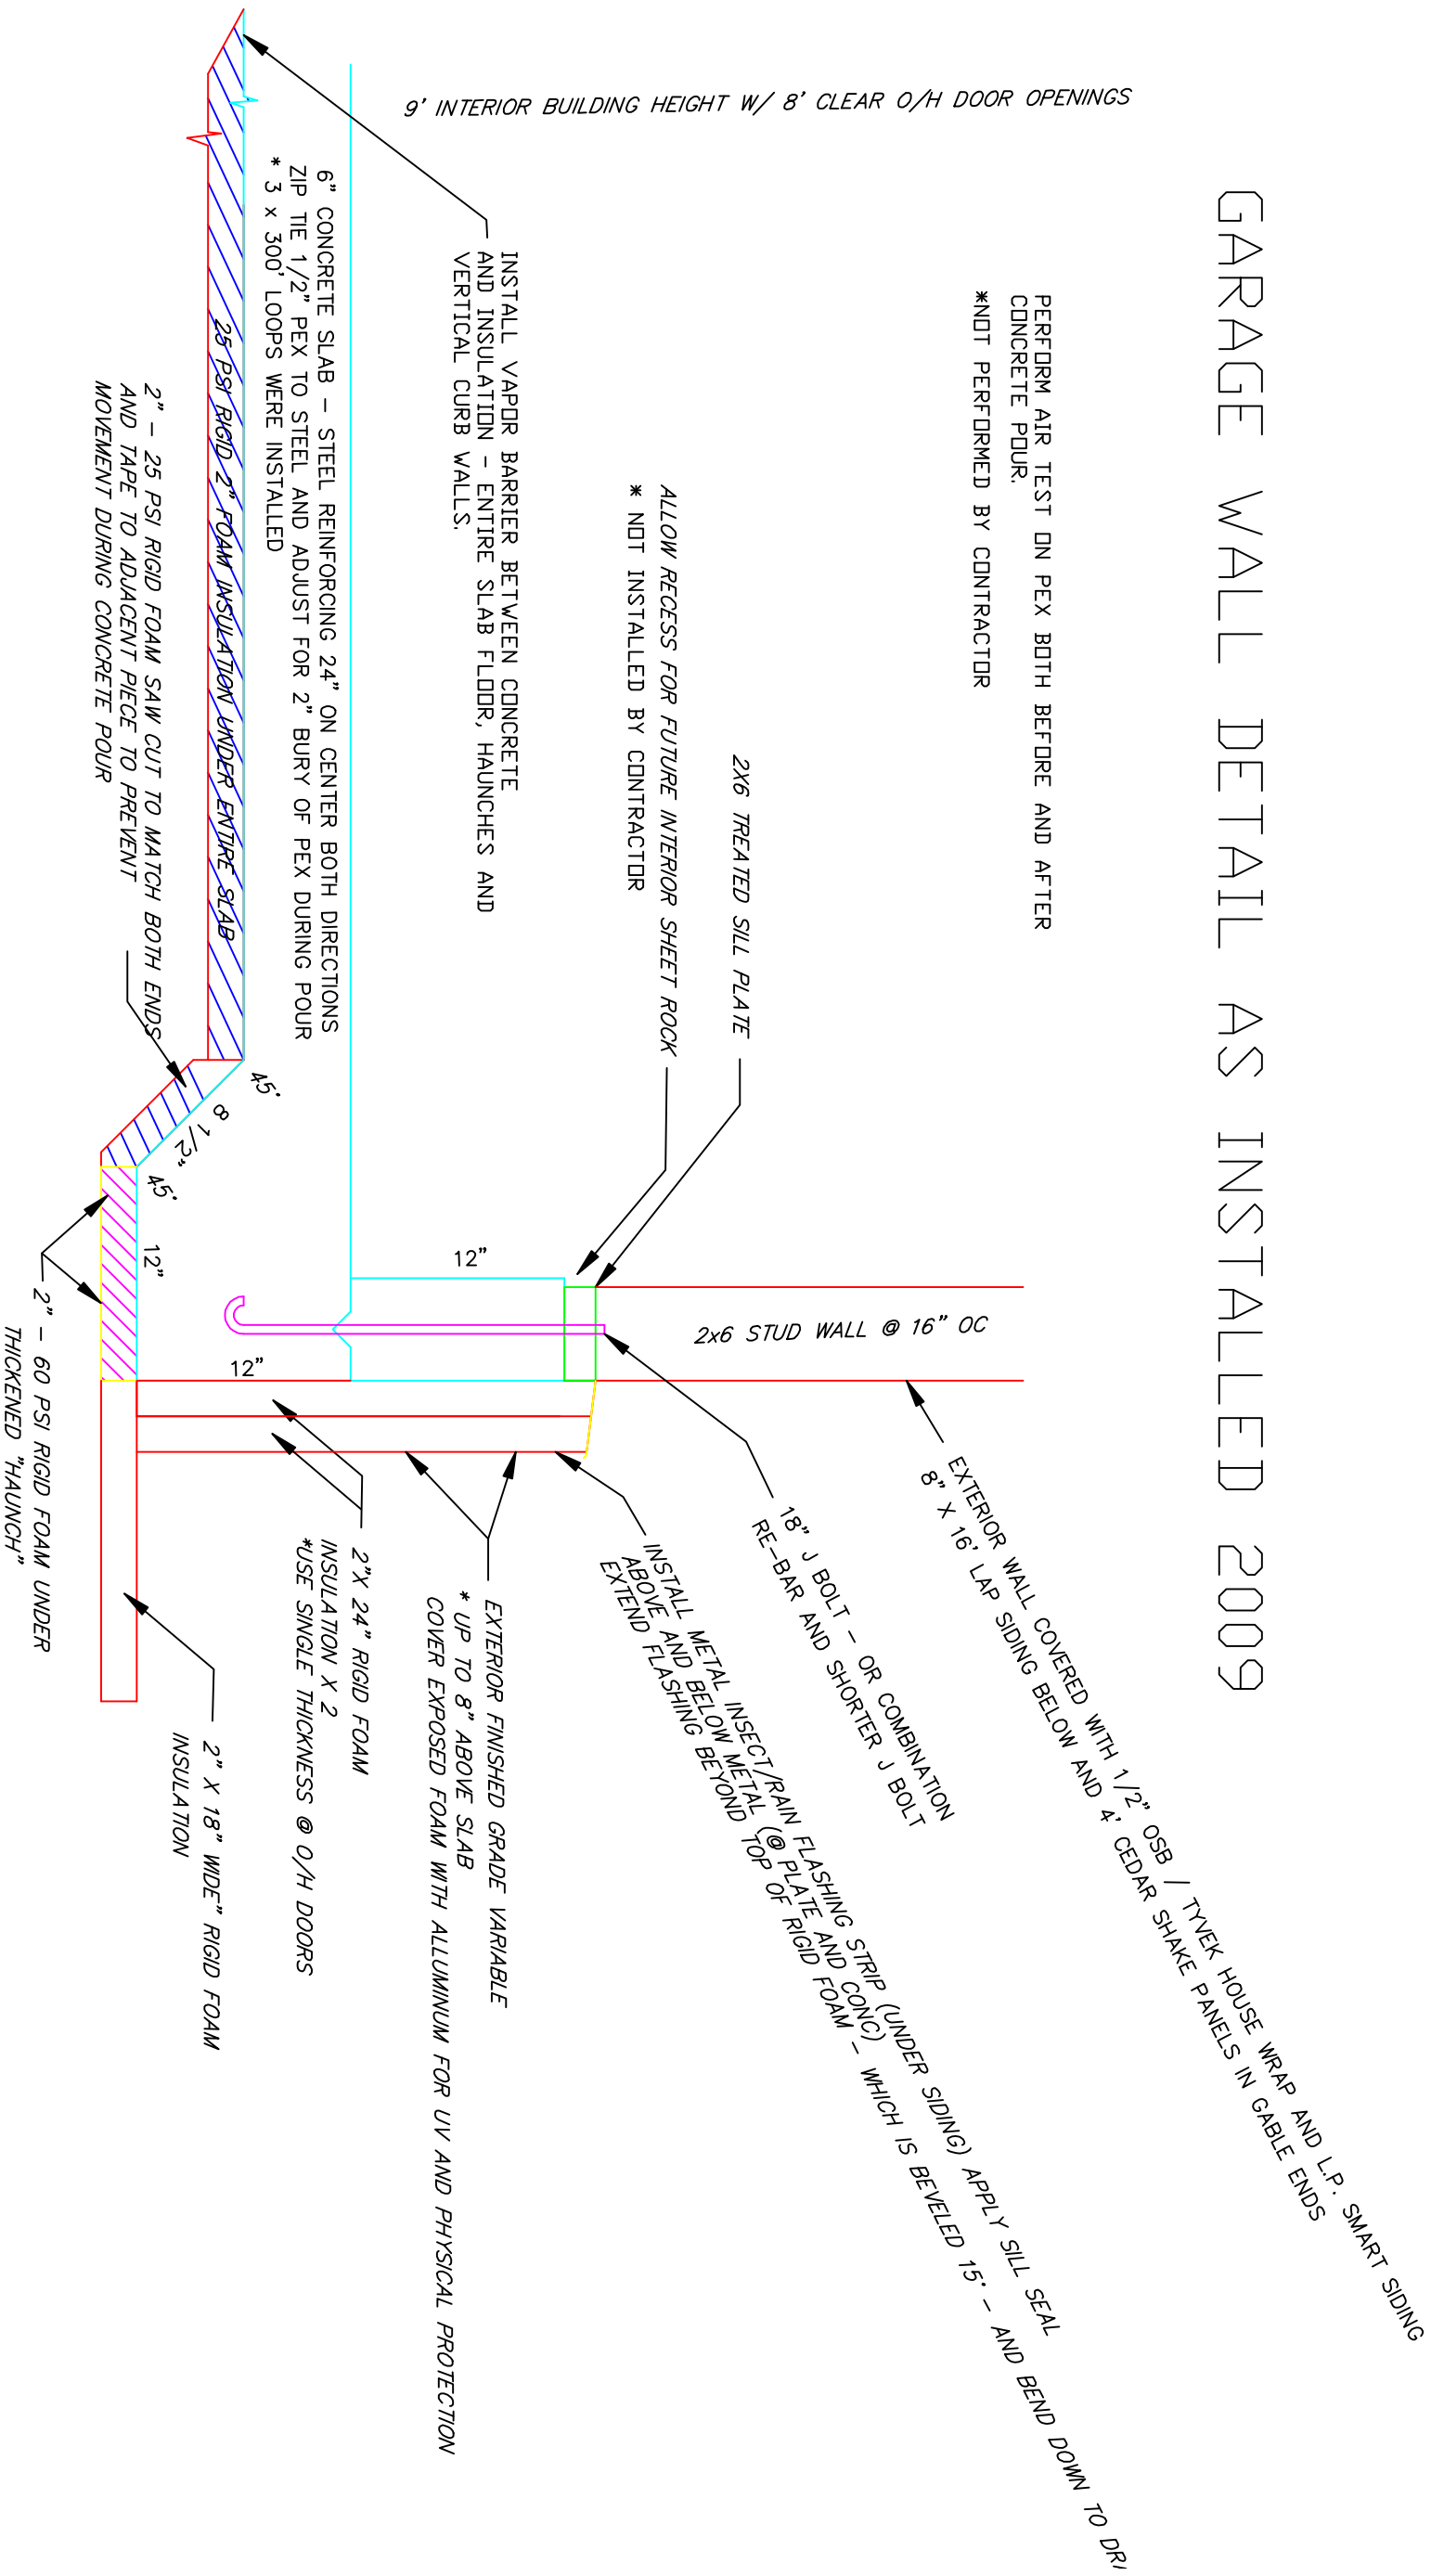 GARAGE WALL DETAIL AS INSTALLED 2009
9' INTERIOR BUILDING HEIGHT W/ 8' CLEAR O/H DOOR OPENINGS
PERFORM AIR TEST ON PEX BOTH BEFORE AND AFTER
CONCRETE POUR.
*NOT PERFORMED BY CONTRACTOR
2X6 TREATED SILL PLATE
ALLOW RECESS FOR FUTURE INTERIOR SHEET ROCK
* NOT INSTALLED BY CONTRACTOR
INSTALL VAPOR BARRIER BETWEEN CONCRETE
AND INSULATION - ENTIRE SLAB FLOOR, HAUNCHES AND
VERTICAL CURB WALLS.
6" CONCRETE SLAB - STEEL REINFORCING 24" ON CENTER BOTH DIRECTIONS
ZIP TIE 1/2" PEX TO STEEL AND ADJUST FOR 2" BURY OF PEX DURING POUR
* 3 x 300' LOOPS WERE INSTALLED
25 PSI RIGID 2" FOAM INSULATION UNDER ENTIRE SLAB
2" - 25 PSI RIGID FOAM SAW CUT TO MATCH BOTH ENDS
AND TAPE TO ADJACENT PIECE TO PREVENT
MOVEMENT DURING CONCRETE POUR
45°
8 1/2"
45°
12"
12"
12"
2x6 STUD WALL @ 16" OC
EXTERIOR WALL COVERED WITH 1/2" OSB / TYVEK HOUSE WRAP AND L.P. SMART SIDING
8" X 16' LAP SIDING BELOW AND 4' CEDAR SHAKE PANELS IN GABLE ENDS
18" J BOLT - OR COMBINATION
RE-BAR AND SHORTER J BOLT
INSTALL METAL INSECT/RAIN FLASHING STRIP (UNDER SIDING) APPLY SILL SEAL
ABOVE AND BELOW METAL (@ PLATE AND CONC)
EXTEND FLASHING BEYOND TOP OF RIGID FOAM - WHICH IS BEVELED 15° - AND BEND DOWN TO DRI
EXTERIOR FINISHED GRADE VARIABLE
* UP TO 8" ABOVE SLAB
COVER EXPOSED FOAM WITH ALLUMINUM FOR UV AND PHYSICAL PROTECTION
2"X 24" RIGID FOAM
INSULATION X 2
*USE SINGLE THICKNESS @ O/H DOORS
2" X 18" WIDE" RIGID FOAM
INSULATION
2" - 60 PSI RIGID FOAM UNDER
THICKENED "HAUNCH"